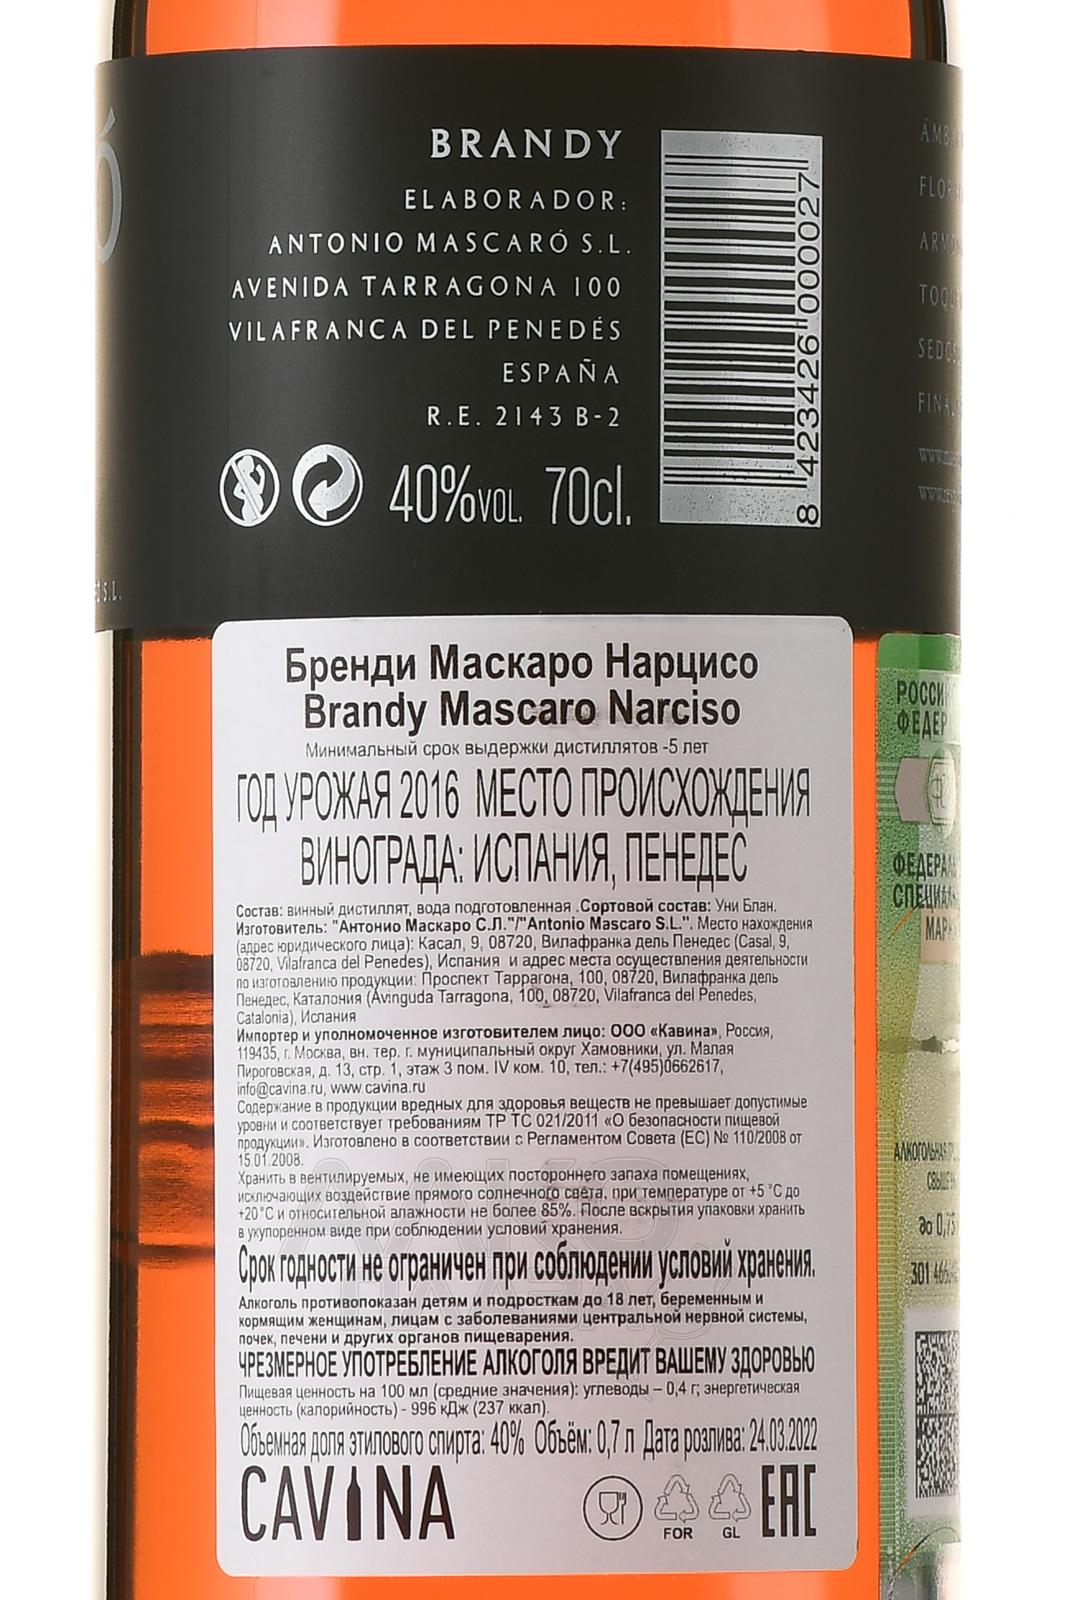 BRANDY
ELABORADOR:
ANTONIO MASCARÓ S.L.
AVENIDA TARRAGONA 100
VILAFRANCA DEL PENEDÉS
ESPAÑA
R.E. 2143 B-2
40%VOL. 70cl.
8 423426 000027
S.L.
Бренди Маскаро Нарцисо
Brandy Mascaro Narciso
Минимальный срок выдержки дистиллятов -5 лет
ГОД УРОЖАЯ 2016 МЕСТО ПРОИСХОЖДЕНИЯ
ВИНОГРАДА: ИСПАНИЯ, ПЕНЕДЕС
Состав: винный дистиллят, вода подготовленная .Сортовой состав: Уни Блан.
Изготовитель: "Антонио Маскаро С.Л."/"Antonio Mascaro S.L.". Место нахождения
(адрес юридического лица): Касал, 9, 08720, Вилафранка дель Пенедес (Casal, 9,
08720, Vilafranca del Penedes), Испания и адрес места осуществления деятельности
по изготовлению продукции: Проспект Таррагона, 100, 08720, Вилафранка дель
Пенедес, Каталония (Avinguda Tarragona, 100, 08720, Vilafranca del Penedes,
Catalonia), Испания
Импортер и уполномоченное изготовителем лицо: ООО «Кавина», Россия,
119435, г. Москва, вн. тер. г. муниципальный округ Хамовники, ул. Малая
Пироговская, д. 13, стр. 1, этаж 3 пом. IV ком. 10, тел.: +7(495)0662617,
info@cavina.ru, www.cavina.ru
Содержание в продукции вредных для здоровья веществ не превышает допустимые
уровни и соответствует требованиям ТР ТС 021/2011 «О безопасности пищевой
продукции». Изготовлено в соответствии с Регламентом Совета (ЕС) № 110/2008 от
15.01.2008.
Хранить в вентилируемых, не имеющих постороннего запаха помещениях,
исключающих воздействие прямого солнечного света, при температуре от +5 °С до
+20°С и относительной влажности не более 85%. После вскрытия упаковки хранить
в укупоренном виде при соблюдении условий хранения.
Срок годности не ограничен при соблюдении условий хранения.
Алкоголь противопоказан детям и подросткам до 18 лет, беременным и
кормящим женщинам, лицам с заболеваниями центральной нервной системы,
почек, печени и других органов пищеварения.
ЧРЕЗМЕРНОЕ УПОТРЕБЛЕНИЕ АЛКОГОЛЯ ВРЕДИТ ВАШЕМУ ЗДОРОВЬЮ
Пищевая ценность на 100 мл (средние значения): углеводы – 0,4 г; энергетическая
ценность (калорийность) - 996 кДж (237 ккал).
Объемная доля этилового спирта: 40% Объём: 0,7 л Дата розлива: 24.03.2022
CAVINA
FOR GL EAC